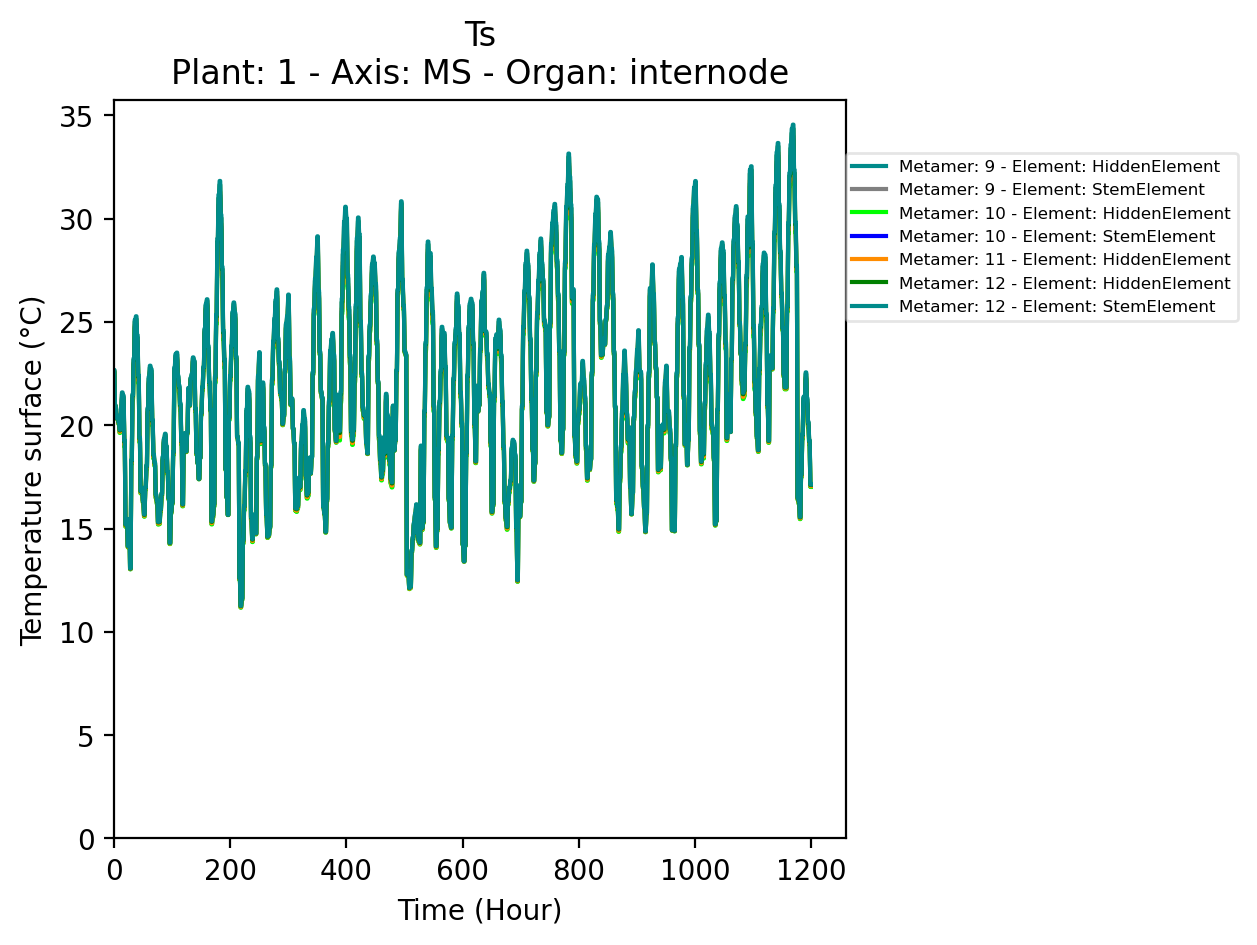 Ts
Plant: 1 - Axis: MS - Organ: internode
35
30
25
20
15
10
5
0
Temperature surface (°C)
0 200 400 600 800 1000 1200
Time (Hour)
Metamer: 9 - Element: HiddenElement
Metamer: 9 - Element: StemElement
Metamer: 10 - Element: HiddenElement
Metamer: 10 - Element: StemElement
Metamer: 11 - Element: HiddenElement
Metamer: 12 - Element: HiddenElement
Metamer: 12 - Element: StemElement